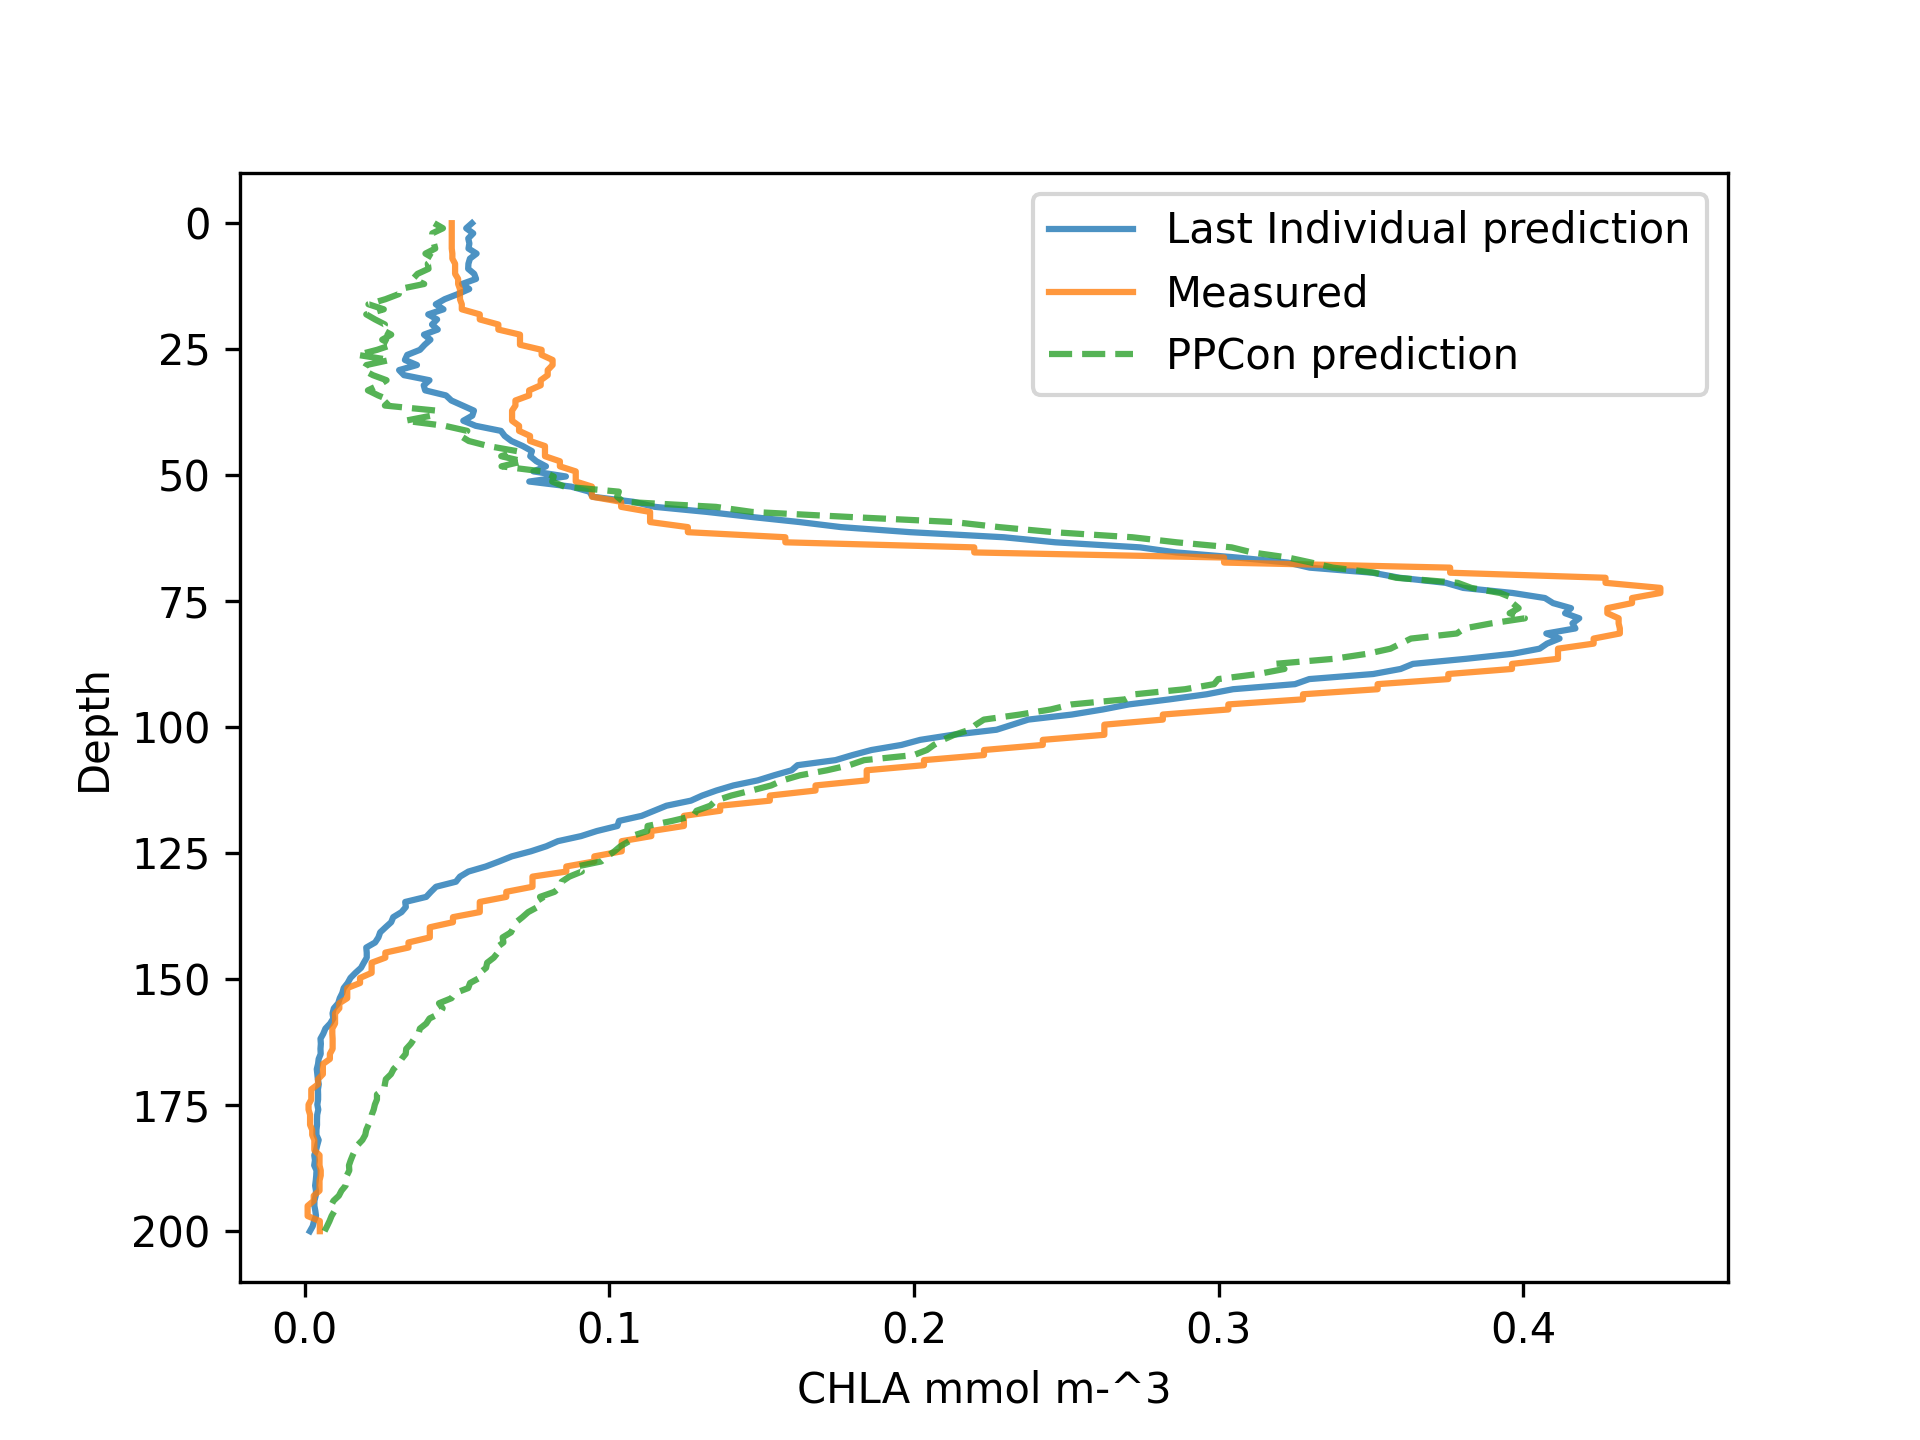 Last Individual prediction
Measured
PPCon prediction
0
25
50
75
100
125
150
175
200
Depth
0.0 0.1 0.2 0.3 0.4
CHLA mmol m-^3